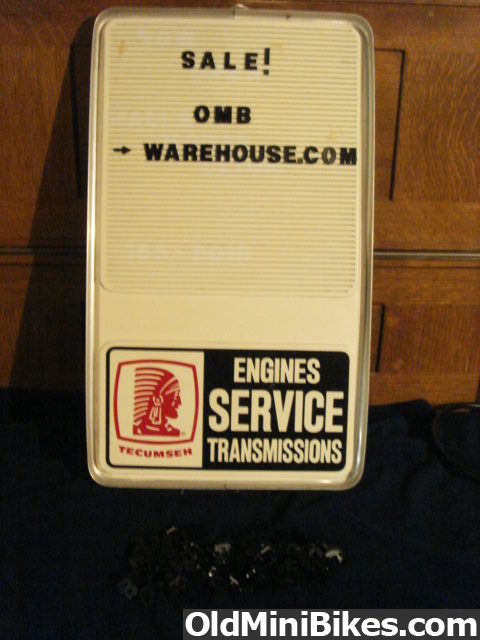 SALE!
OMB
→ WAREHOUSE.COM
TECUMSEH
ENGINES
SERVICE
TRANSMISSIONS
OldMiniBikes.com